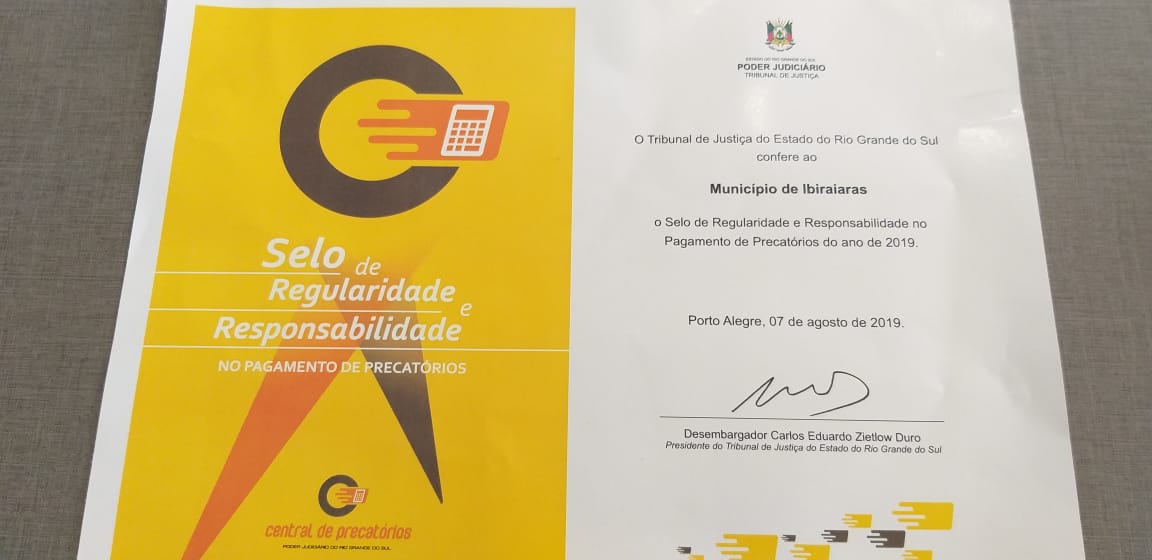 Selo de
Regularidade e
Responsabilidade
NO PAGAMENTO DE PRECATÓRIOS
central de precatórios
PODER JUDICIÁRIO DO RIO GRANDE DO SUL
ESTADO DO RIO GRANDE DO SUL
PODER JUDICIÁRIO
TRIBUNAL DE JUSTIÇA
O Tribunal de Justiça do Estado do Rio Grande do Sul
confere ao
Município de Ibiraiaras
o Selo de Regularidade e Responsabilidade no
Pagamento de Precatórios do ano de 2019.
Porto Alegre, 07 de agosto de 2019.
Desembargador Carlos Eduardo Zietlow Duro
Presidente do Tribunal de Justiça do Estado do Rio Grande do Sul